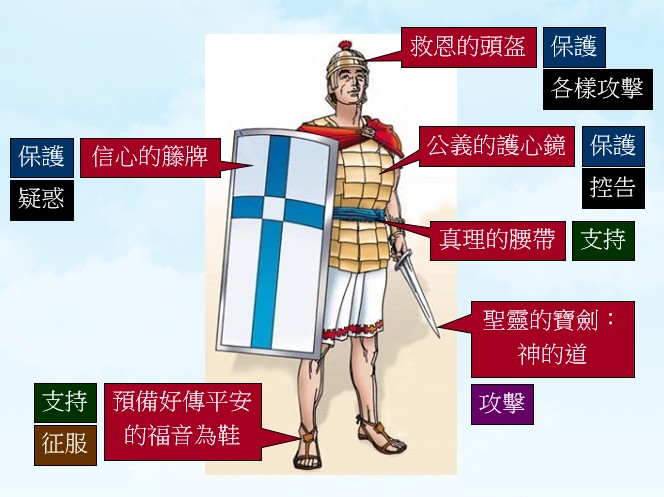 救恩的頭盔
保護
各樣攻擊
保護
信心的籐牌
疑惑
公義的護心鏡
保護
控告
真理的腰帶
支持
聖靈的寶劍：
神的道
攻擊
支持
征服
預備好傳平安
的福音為鞋